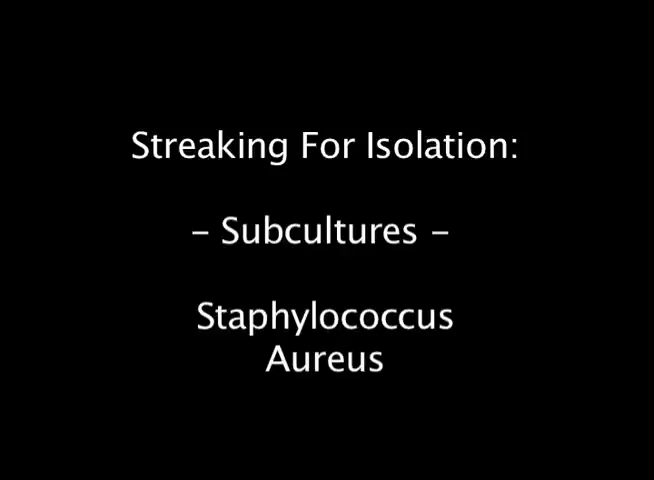 Streaking For Isolation:
- Subcultures -
Staphylococcus
Aureus